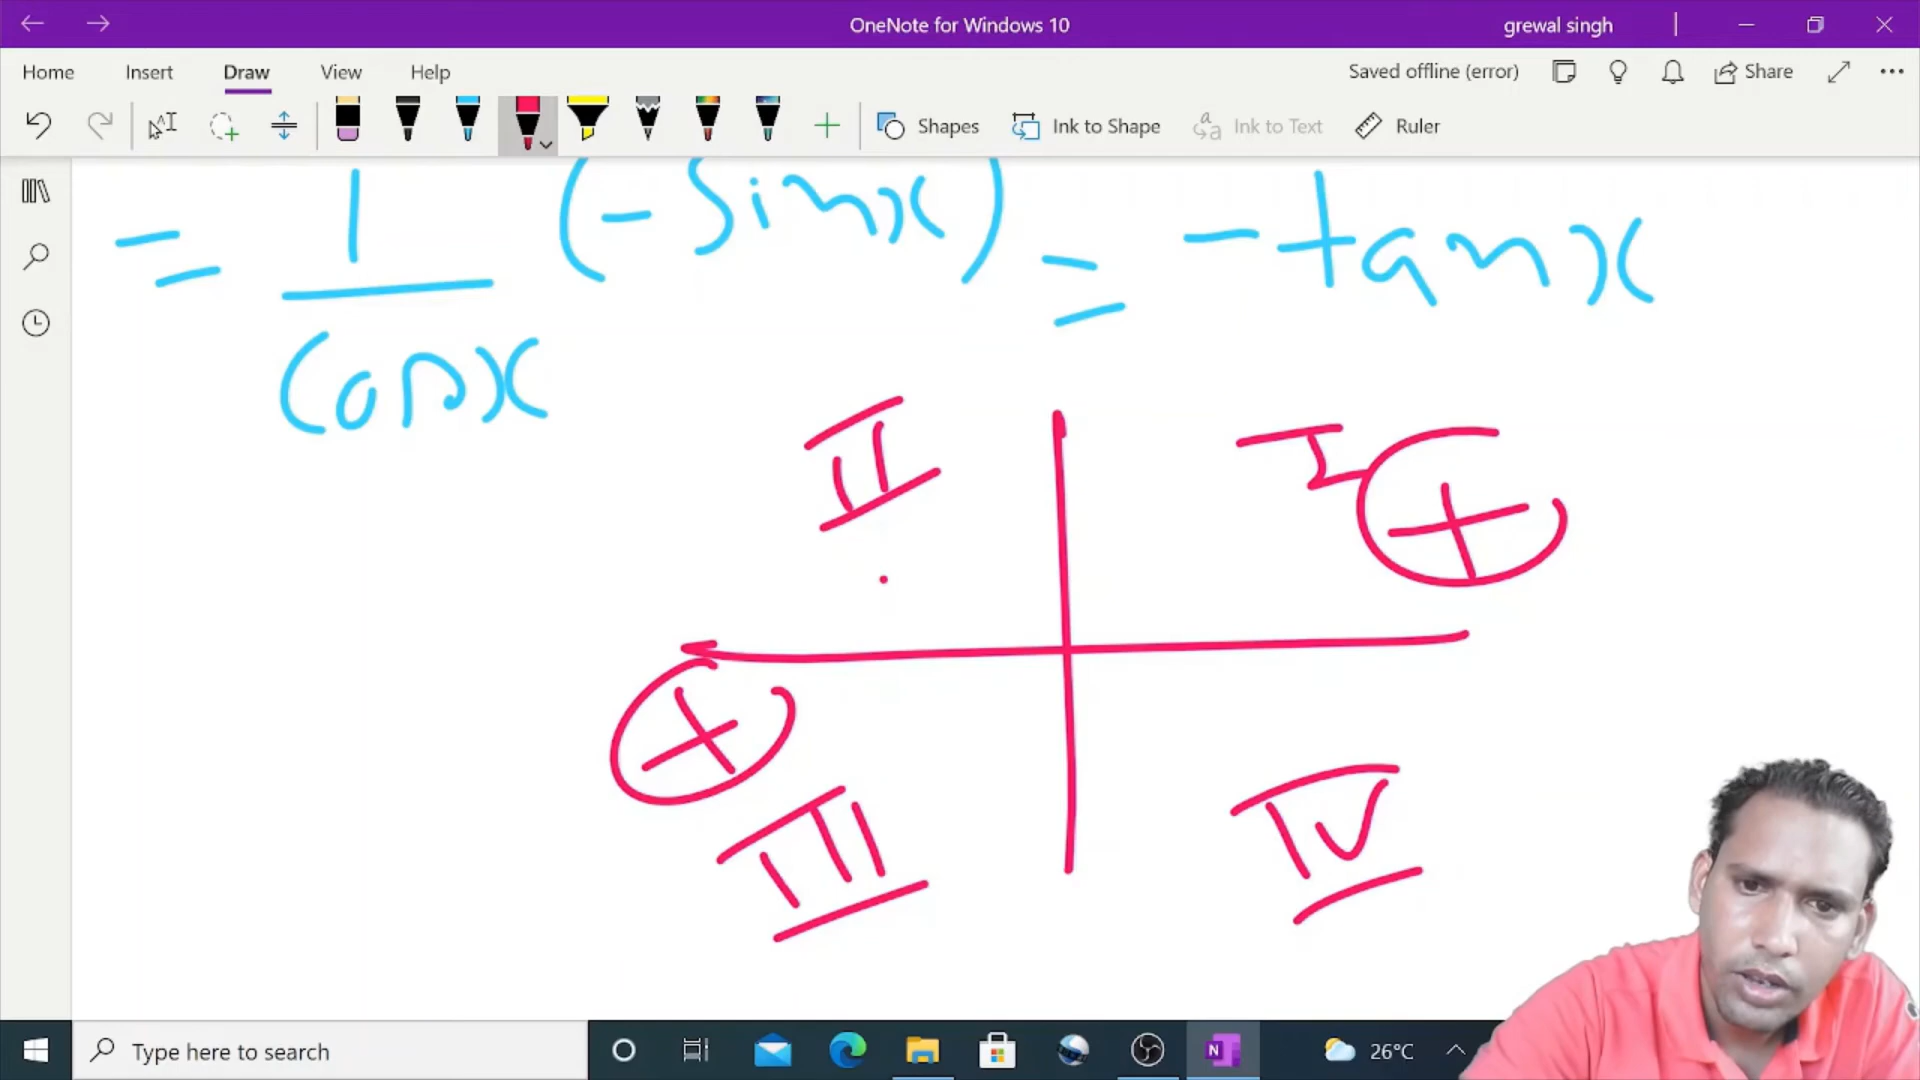 OneNote for Windows 10
grewal singh
Home Insert Draw View Help
Saved offline (error) Share
Shapes Ink to Shape Ink to Text Ruler
= 1 (-sinx) = -tanx
cosx
II I +
+
III IV
Type here to search
26°C